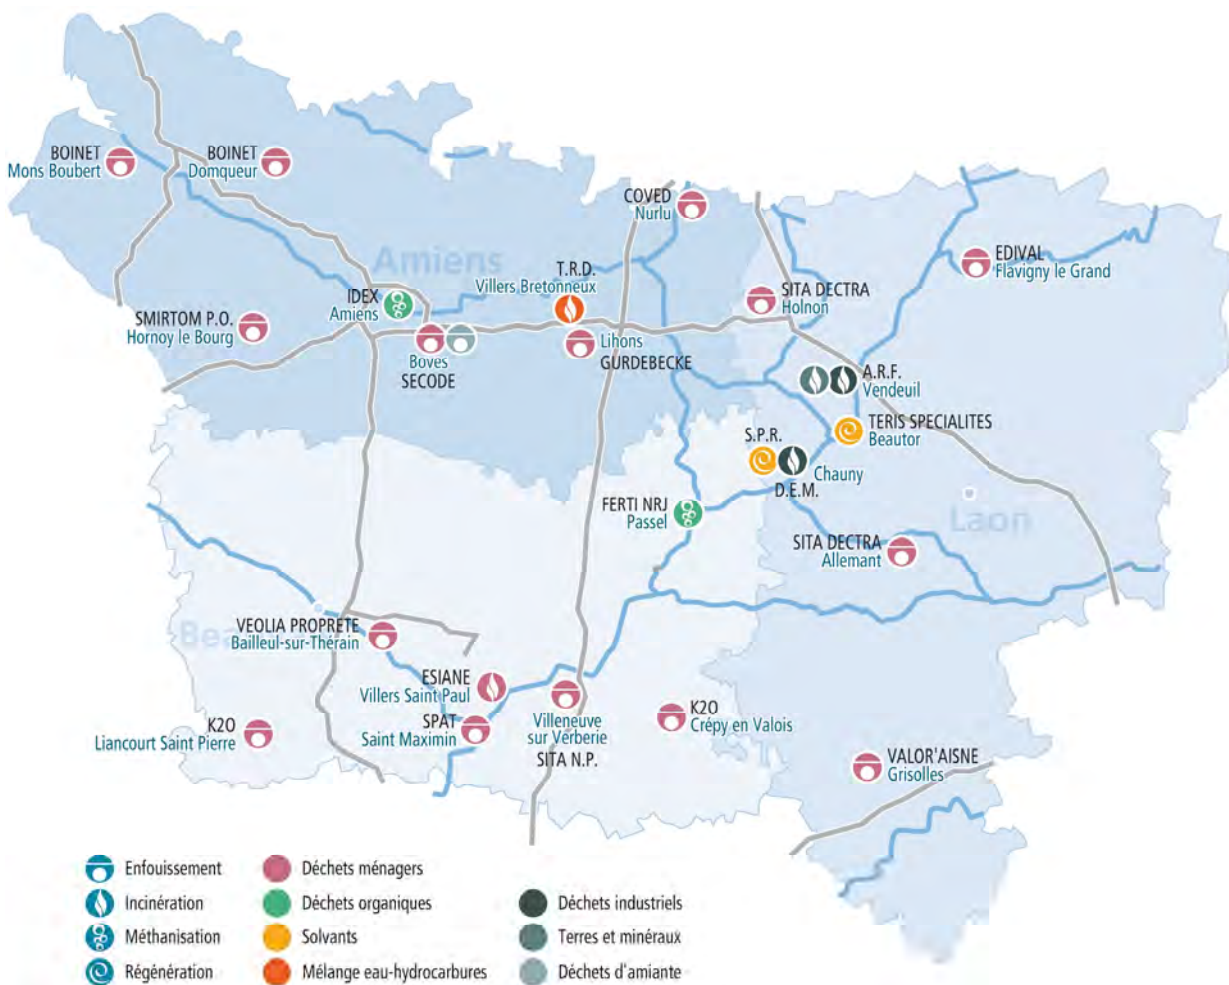 BOINET
Mons Boubert
BOINET
Domqueur
COVED
Nurlu
Amiens
T.R.D.
Villers Bretonneux
EDIVAL
Flavigny le Grand
IDEX
Amiens
SITA DECTRA
Holnon
SMIRTOM P.O.
Hornoy le Bourg
Boves
SECODE
Lihons
GURDEBECKE
A.R.F.
Vendeuil
TERIS SPECIALITES
Beautor
S.P.R.
Chauny
D.E.M.
FERTI NRJ
Passel
Laon
SITA DECTRA
Allemant
Bea
VEOLIA PROPRETE
Bailleul-sur-Thérain
ESIANE
Villers Saint Paul
K2O
Liancourt Saint Pierre
SPAT
Saint Maximin
Villeneuve
sur Verberie
SITA N.P.
K2O
Crépy en Valois
VALOR'AISNE
Grisolles
Enfouissement
Incinération
Méthanisation
Régénération
Déchets ménagers
Déchets organiques
Solvants
Mélange eau-hydrocarbures
Déchets industriels
Terres et minéraux
Déchets d'amiante